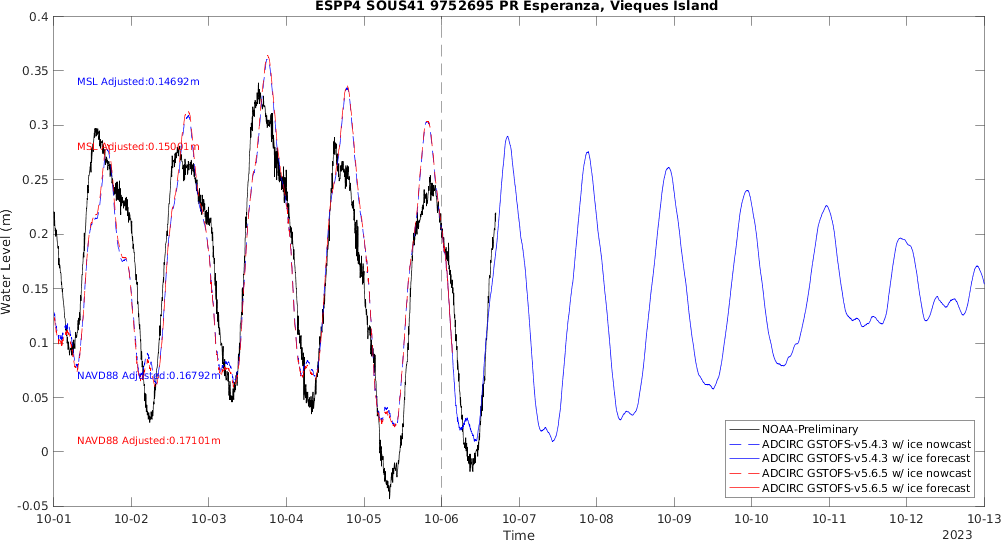 ESPP4 SOUS41 9752695 PR Esperanza, Vieques Island
0.4
0.35
0.3
0.25
0.2
0.15
0.1
0.05
0
-0.05
Water Level (m)
MSL Adjusted:0.14692m
MSL Adjusted:0.15091m
NAVD88 Adjusted:0.16792m
NAVD88 Adjusted:0.17101m
NOAA-Preliminary
ADCIRC GSTOFS-v5.4.3 w/ ice nowcast
ADCIRC GSTOFS-v5.4.3 w/ ice forecast
ADCIRC GSTOFS-v5.6.5 w/ ice nowcast
ADCIRC GSTOFS-v5.6.5 w/ ice forecast
10-01 10-02 10-03 10-04 10-05 10-06 10-07 10-08 10-09 10-10 10-11 10-12 10-13
Time
2023